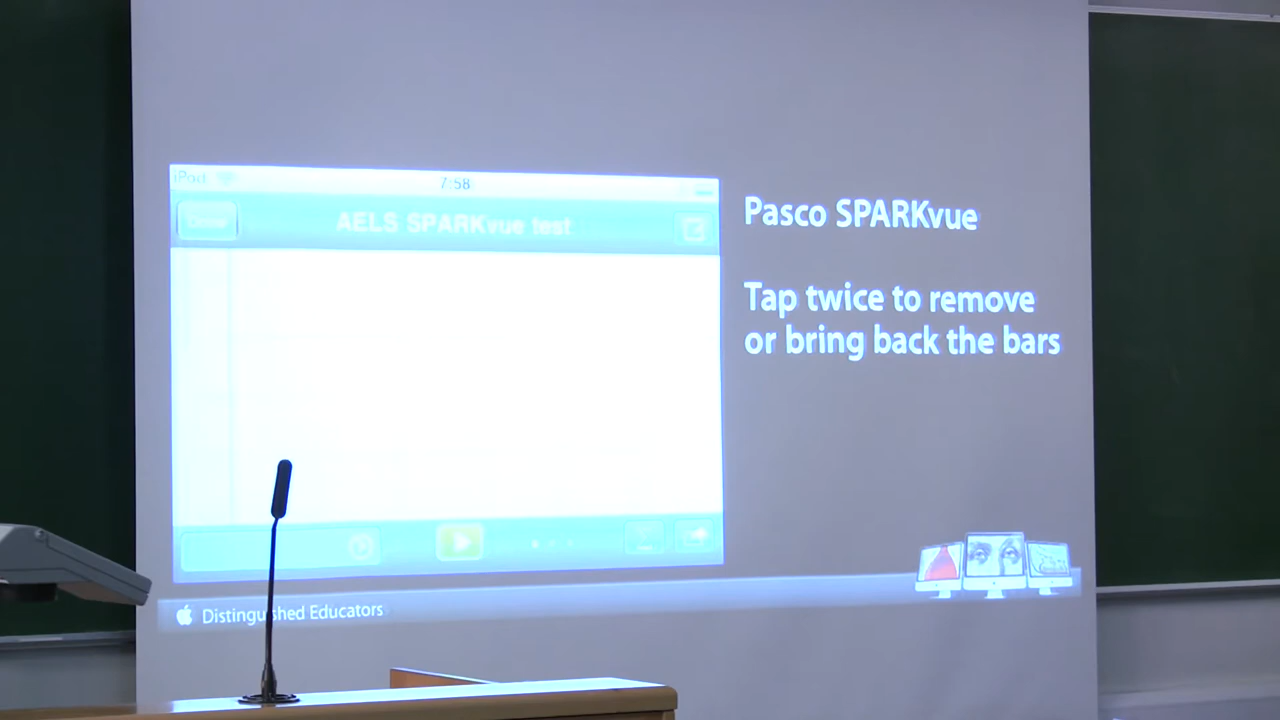 iPod
7:58
Done
AELS SPARKvue test
Pasco SPARKvue
Tap twice to remove
or bring back the bars
Distinguished Educators